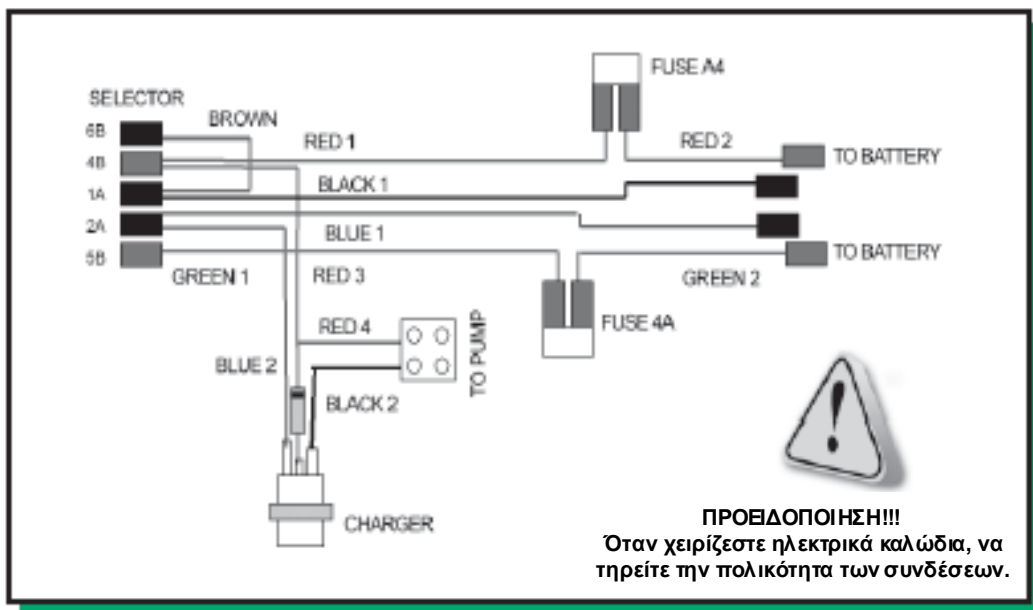 FUSE A4
SELECTOR
6B
BROWN
RED 1
RED 2
4B
TO BATTERY
1A
BLACK 1
2A
BLUE 1
5B
TO BATTERY
GREEN 1
RED 3
GREEN 2
RED 4
TO PUMP
FUSE 4A
BLUE 2
BLACK 2
CHARGER
ΠΡΟΕΙΔΟΠΟΙΗΣΗ!!!
Όταν χειρίζεστε ηλεκτρικά καλώδια, να
τηρείτε την πολικότητα των συνδέσεων.